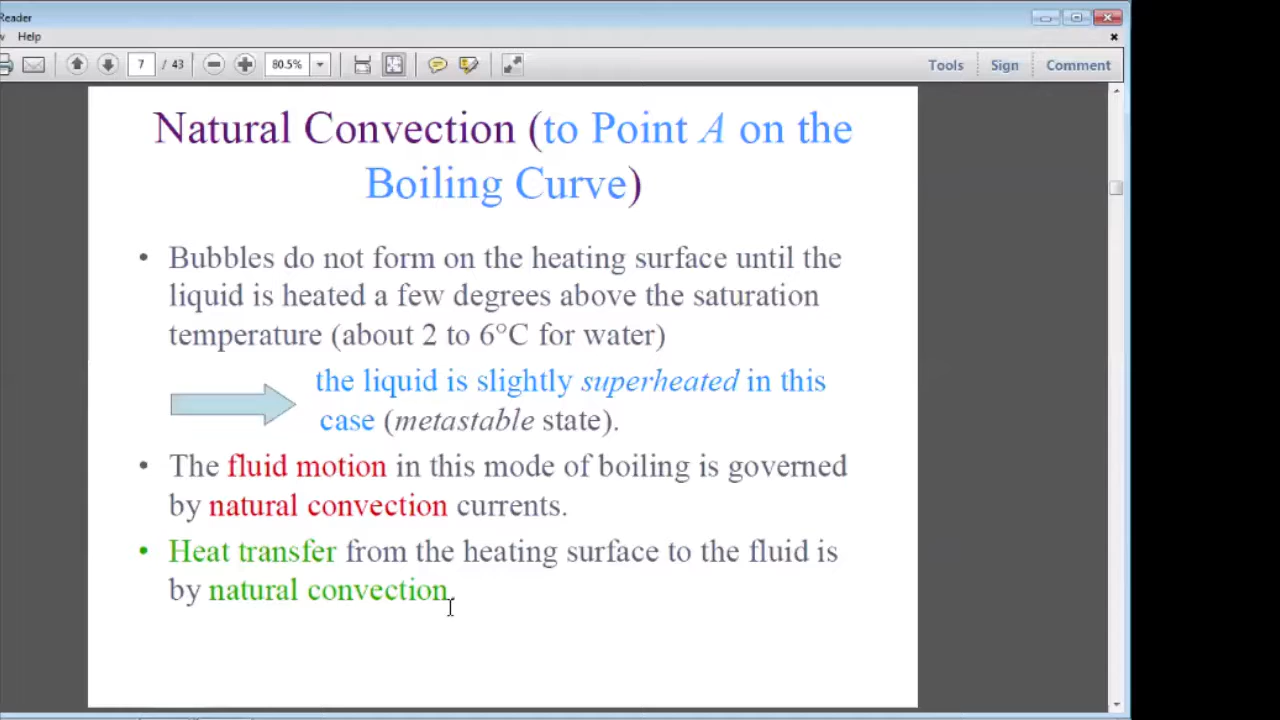 Reader
Help
7 / 43 80.5% Tools Sign Comment
Natural Convection (to Point A on the
Boiling Curve)
• Bubbles do not form on the heating surface until the
liquid is heated a few degrees above the saturation
temperature (about 2 to 6°C for water)
the liquid is slightly superheated in this
case (metastable state).
• The fluid motion in this mode of boiling is governed
by natural convection currents.
• Heat transfer from the heating surface to the fluid is
by natural convection.